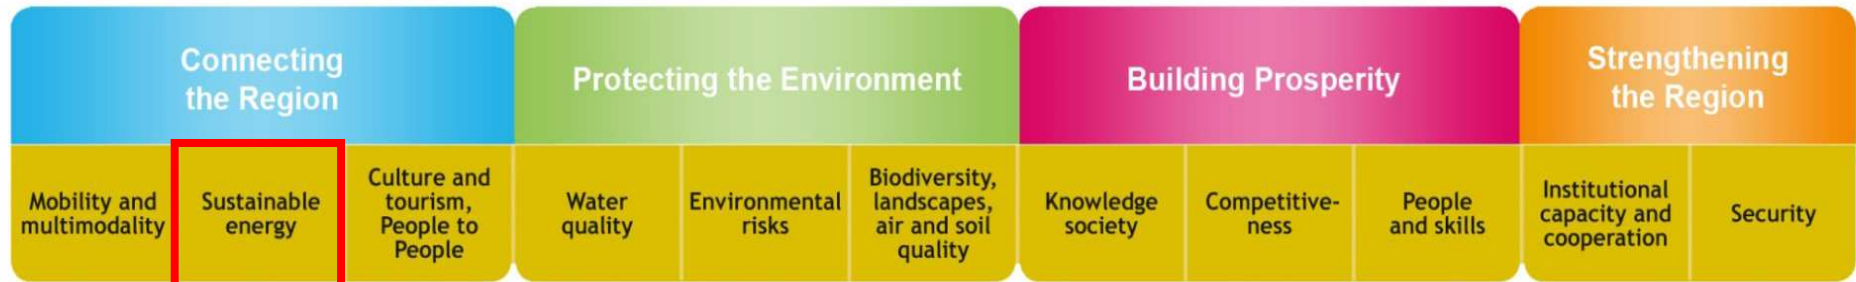 Connecting
the Region
Protecting the Environment
Building Prosperity
Strengthening
the Region
Mobility and
multimodality
Sustainable
energy
Culture and
tourism,
People to
People
Water
quality
Environmental
risks
Biodiversity,
landscapes,
air and soil
quality
Knowledge
society
Competitive-
ness
People
and skills
Institutional
capacity and
cooperation
Security